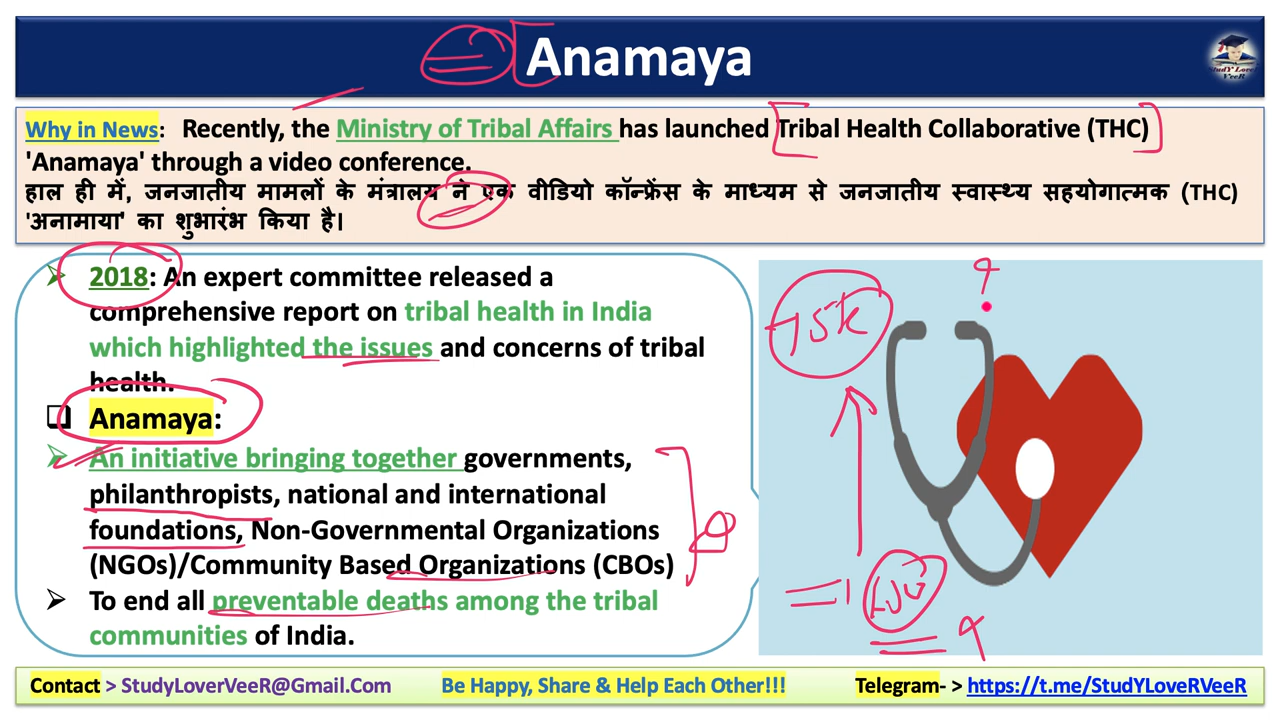 Anamaya
StudY Lover
VeeR
Why in News: Recently, the Ministry of Tribal Affairs has launched Tribal Health Collaborative (THC)
'Anamaya' through a video conference.
हाल ही में, जनजातीय मामलों के मंत्रालय ने एक वीडियो कॉन्फ्रेंस के माध्यम से जनजातीय स्वास्थ्य सहयोगात्मक (THC)
'अनामाया' का शुभारंभ किया है।
2018: An expert committee released a
comprehensive report on tribal health in India
which highlighted the issues and concerns of tribal
health.
Anamaya:
An initiative bringing together governments,
philanthropists, national and international
foundations, Non-Governmental Organizations
(NGOs)/Community Based Organizations (CBOs)
To end all preventable deaths among the tribal
communities of India.
Contact > StudyLoverVeeR@Gmail.Com Be Happy, Share & Help Each Other!!! Telegram- > https://t.me/StudYLoveRVeeR